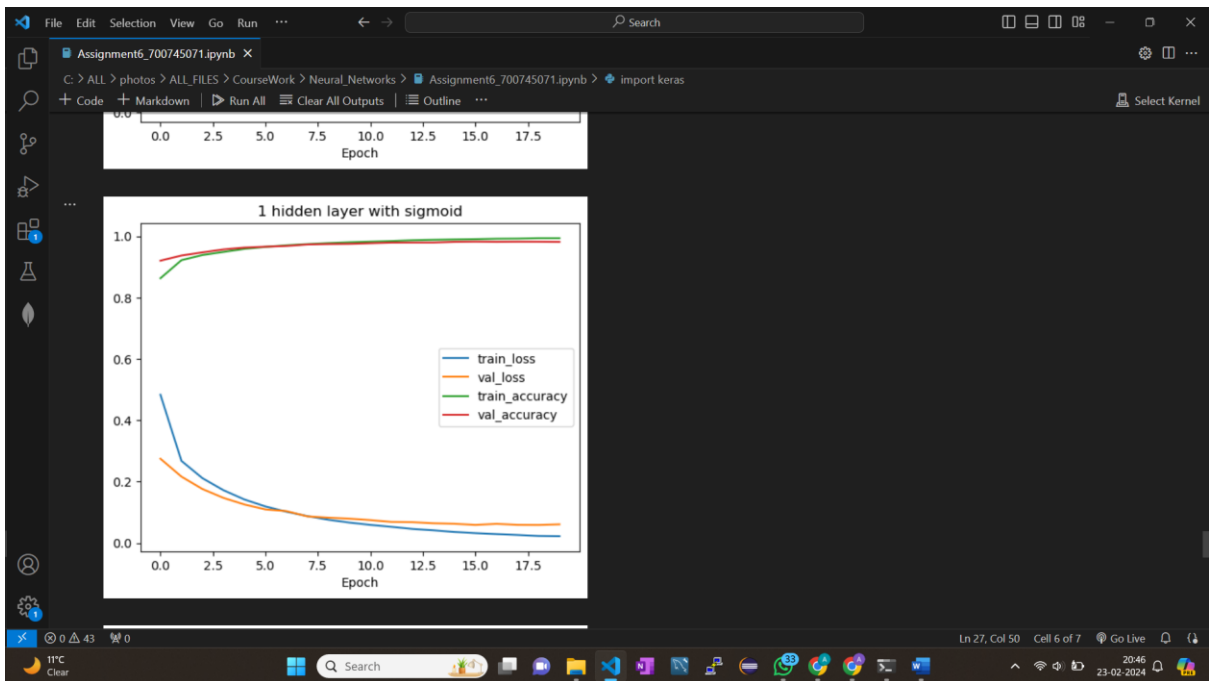 File Edit Selection View Go Run ··· Search
Assignment6_700745071.ipynb
C: > ALL > photos > ALL_FILES > CourseWork > Neural_Networks > Assignment6_700745071.ipynb > import keras
+ Code + Markdown Run All Clear All Outputs Outline ··· Select Kernel
0.0 2.5 5.0 7.5 10.0 12.5 15.0 17.5
Epoch
1 hidden layer with sigmoid
1.0
0.8
0.6
0.4
0.2
0.0
train_loss
val_loss
train_accuracy
val_accuracy
0.0 2.5 5.0 7.5 10.0 12.5 15.0 17.5
Epoch
1
1
0 43 0 Ln 27, Col 50 Cell 6 of 7 Go Live
11°C
Clear
Search
33
20:46
23-02-2024